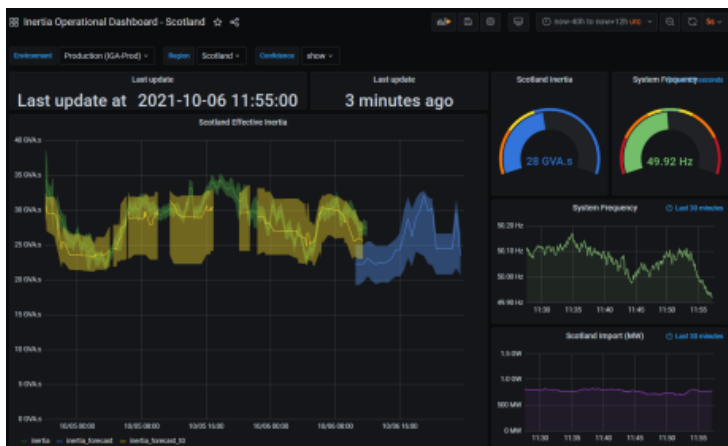 Inertia Operational Dashboard - Scotland
now-40h to now+12h UTC
5s
Environment Production (IGA-Prod) Region Scotland Confidence show
Last update
Last update at 2021-10-06 11:55:00
Last update
3 minutes ago
Scotland Inertia
28 GVA.s
System Frequency
49.92 Hz
Scotland Effective Inertia
40 GVA.s
35 GVA.s
30 GVA.s
25 GVA.s
20 GVA.s
15 GVA.s
10 GVA.s
5 GVA.s
0 GVA.s
10/05 00:00 10/05 08:00 10/05 16:00 10/06 00:00 10/06 08:00 10/06 16:00
inertia inertia_forecast inertia_forecast_t0
System Frequency Last 30 minutes
50.20 Hz
50.10 Hz
50.00 Hz
49.90 Hz
11:30 11:35 11:40 11:45 11:50 11:55
Scotland Import (MW) Last 30 minutes
1.5 GW
1.0 GW
500 MW
0 MW
11:30 11:35 11:40 11:45 11:50 11:55